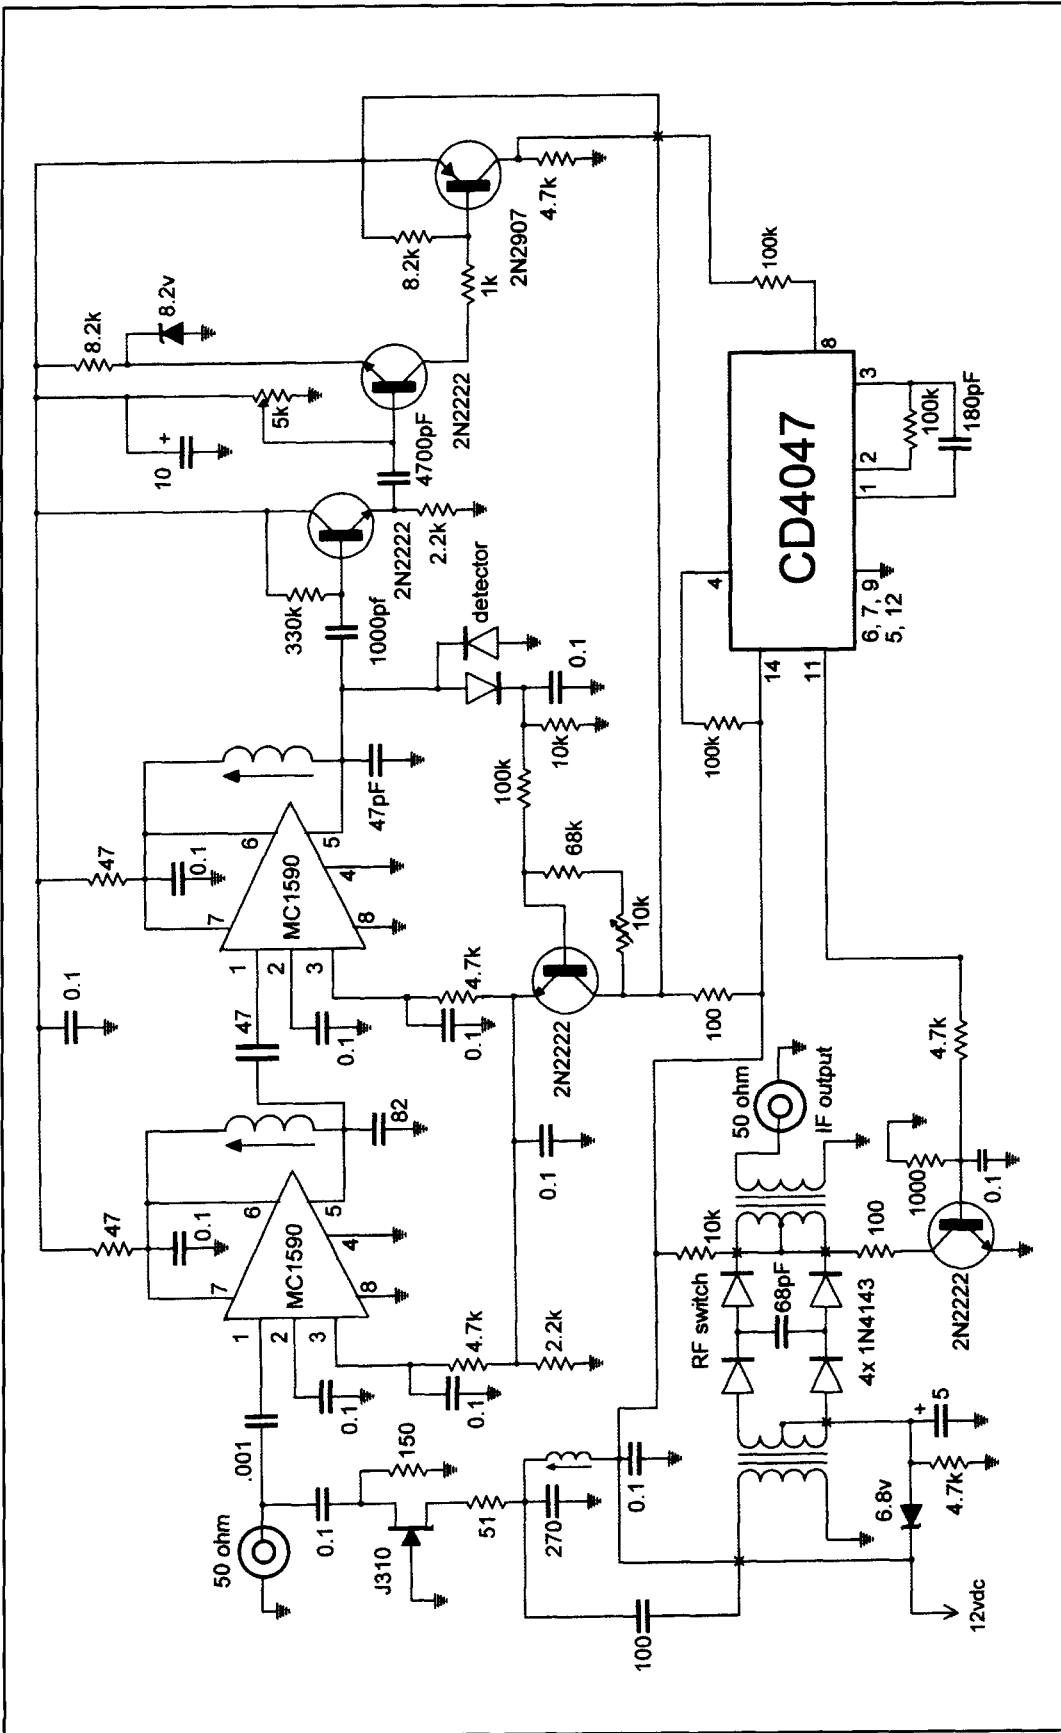 50 ohm
.001
0.1
J310
150
51
270
0.1
100
1
2
3
7
MC1590
6
5
4
8
47
0.1
0.1
4.7k
0.1
2.2k
82
47
0.1
1
2
3
7
MC1590
6
5
4
8
47
0.1
0.1
4.7k
0.1
47pF
0.1
2N2222
100
68k
10k
100k
10k
0.1
detector
1000pf
330k
2N2222
2.2k
4700pF
10
+
5k
8.2k
8.2v
2N2222
1k
8.2k
2N2907
4.7k
100k
CD4047
14
11
4
8
3
2
1
6, 7, 9
5, 12
100k
100k
180pF
RF switch
10k
68pF
4x 1N4143
50 ohm
IF output
100
1000
0.1
4.7k
2N2222
+
5
4.7k
6.8v
12vdc